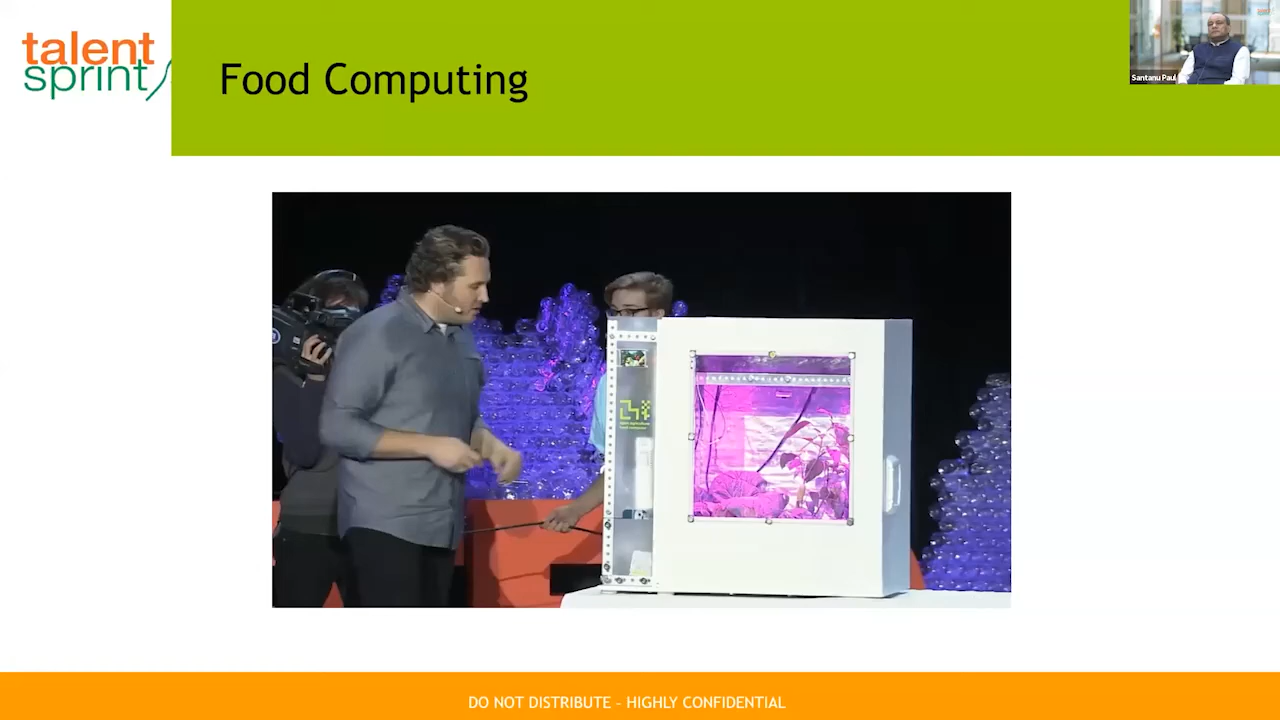 talent
sprint
Food Computing
Santanu Paul
DO NOT DISTRIBUTE – HIGHLY CONFIDENTIAL